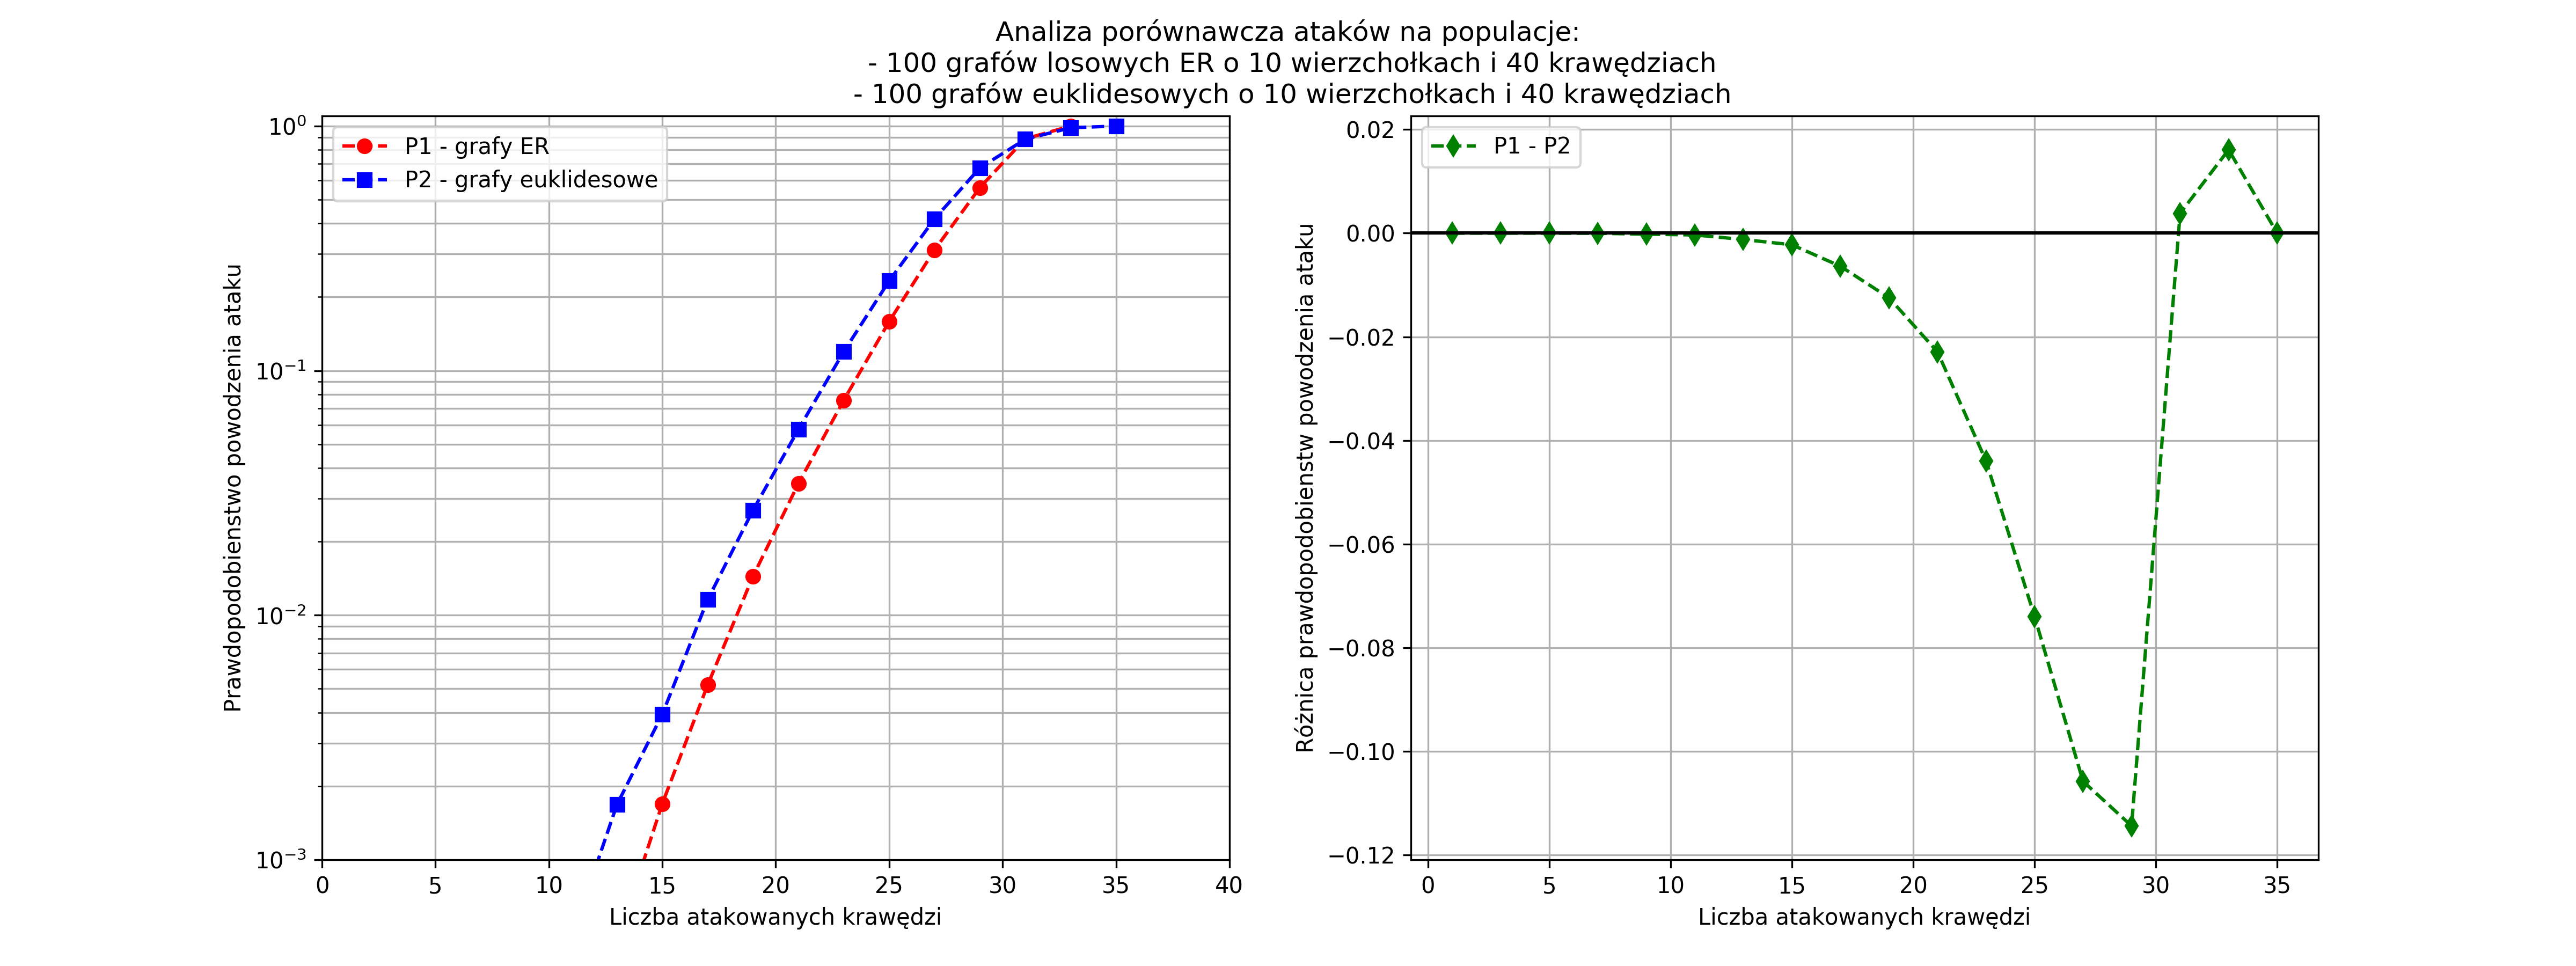 Analiza porównawcza ataków na populacje:
- 100 grafów losowych ER o 10 wierzchołkach i 40 krawędziach
- 100 grafów euklidesowych o 10 wierzchołkach i 40 krawędziach
P1 - grafy ER
P2 - grafy euklidesowe
Prawdopodobienstwo powodzenia ataku
10⁰
10⁻¹
10⁻²
10⁻³
0 5 10 15 20 25 30 35 40
Liczba atakowanych krawędzi
P1 - P2
Różnica prawdopodobienstw powodzenia ataku
0.02
0.00
−0.02
−0.04
−0.06
−0.08
−0.10
−0.12
0 5 10 15 20 25 30 35
Liczba atakowanych krawędzi